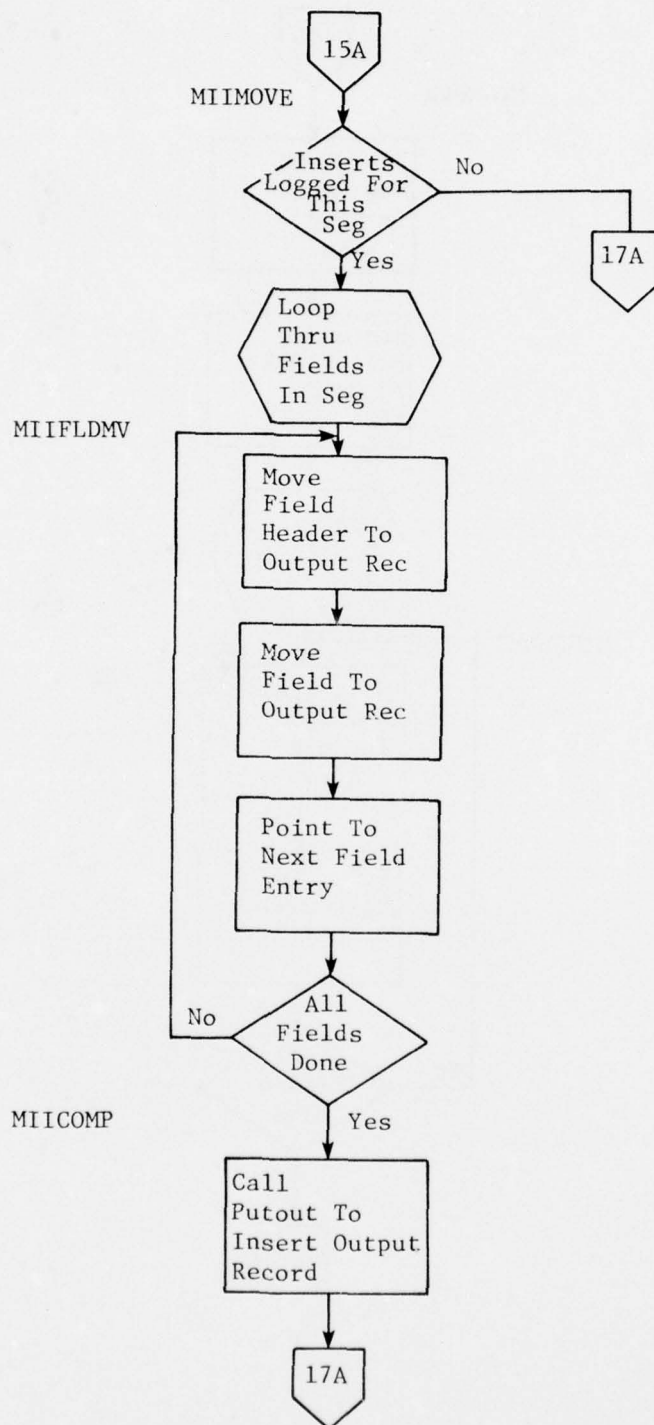 15A
MIIMOVE
Inserts
Logged For
This
Seg
No
17A
Yes
Loop
Thru
Fields
In Seg
MIIFLDMV
Move
Field
Header To
Output Rec
Move
Field To
Output Rec
Point To
Next Field
Entry
All
Fields
Done
No
MIICOMP
Yes
Call
Putout To
Insert Output
Record
17A